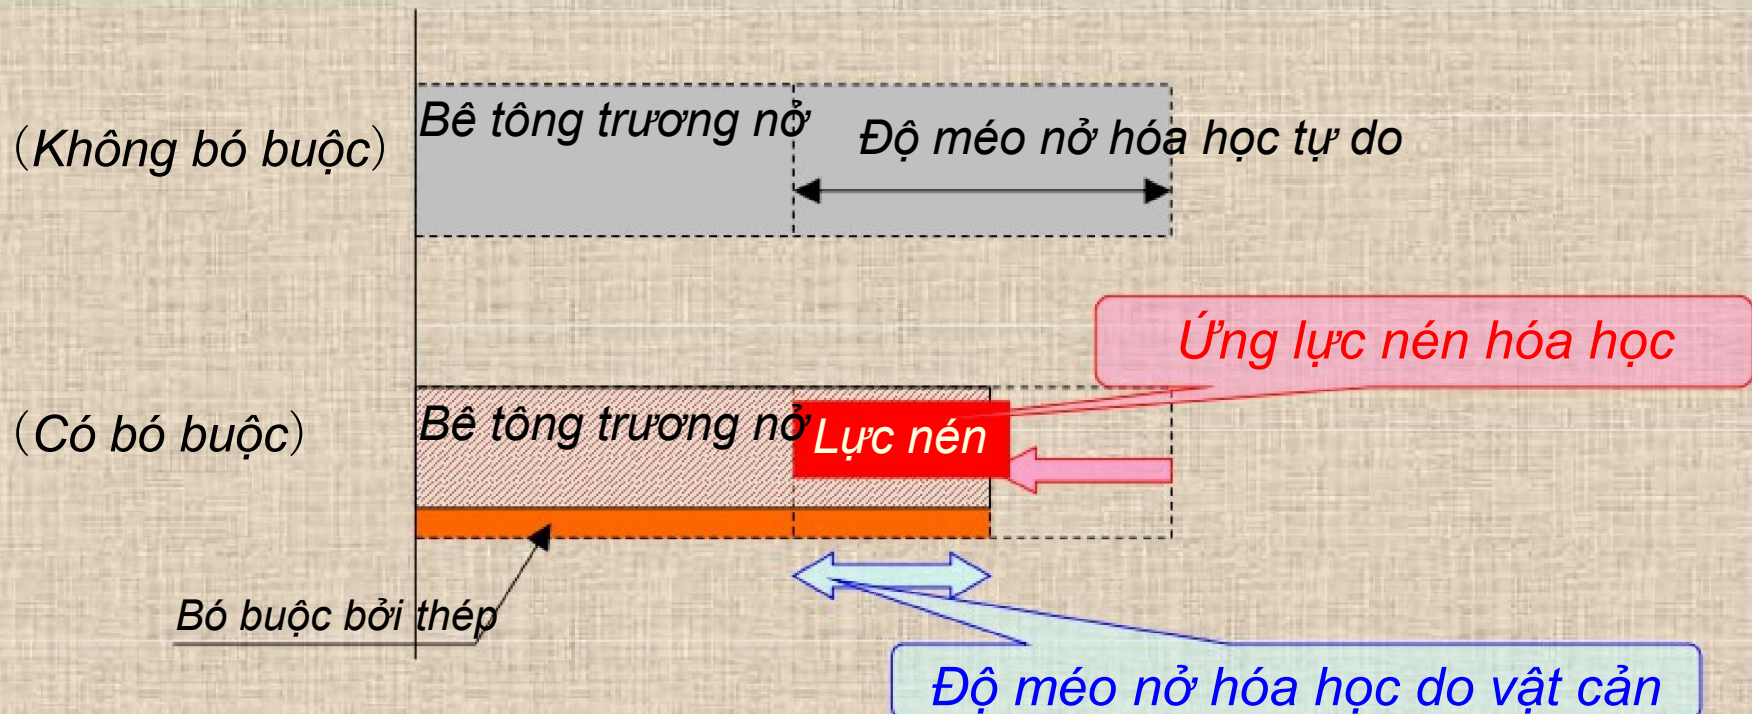 Bê tông trương nở
Độ méo nở hóa học tự do
（Không bó buộc）
Ứng lực nén hóa học
Bê tông trương nở
Lực nén
（Có bó buộc）
Bó buộc bởi thép
Độ méo nở hóa học do vật cản